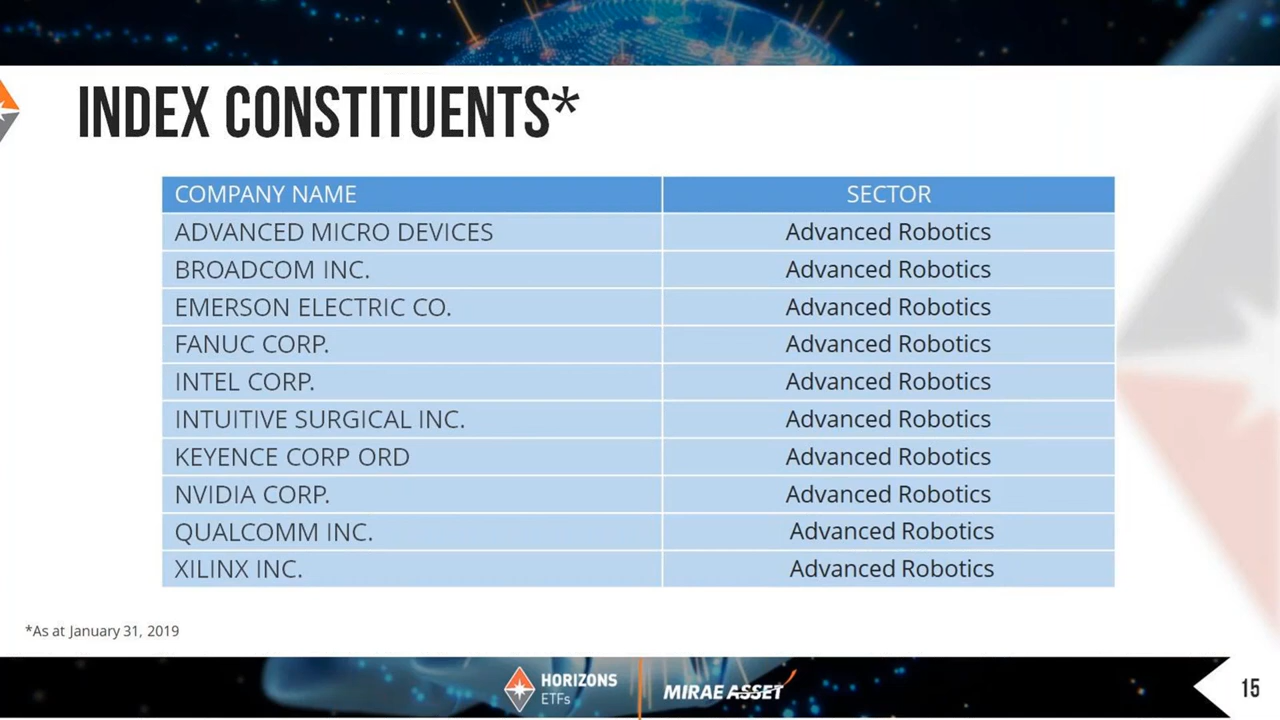 INDEX CONSTITUENTS*
COMPANY NAME SECTOR
ADVANCED MICRO DEVICES Advanced Robotics
BROADCOM INC. Advanced Robotics
EMERSON ELECTRIC CO. Advanced Robotics
FANUC CORP. Advanced Robotics
INTEL CORP. Advanced Robotics
INTUITIVE SURGICAL INC. Advanced Robotics
KEYENCE CORP ORD Advanced Robotics
NVIDIA CORP. Advanced Robotics
QUALCOMM INC. Advanced Robotics
XILINX INC. Advanced Robotics
*As at January 31, 2019
HORIZONS
ETFs
MIRAE ASSET
15